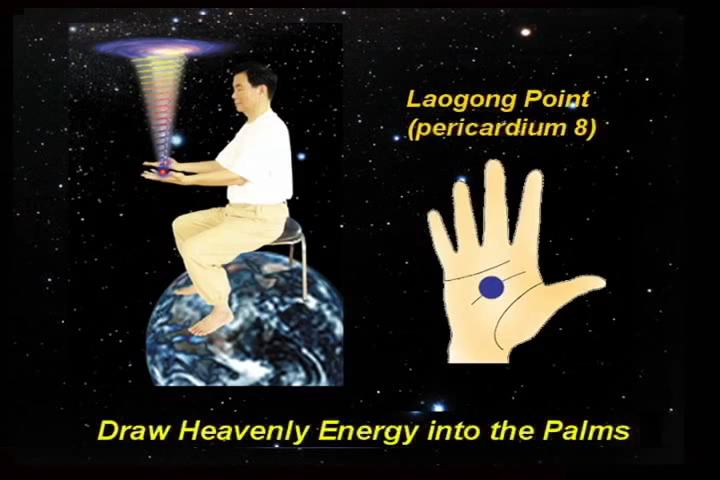 Laogong Point
(pericardium 8)
Draw Heavenly Energy into the Palms